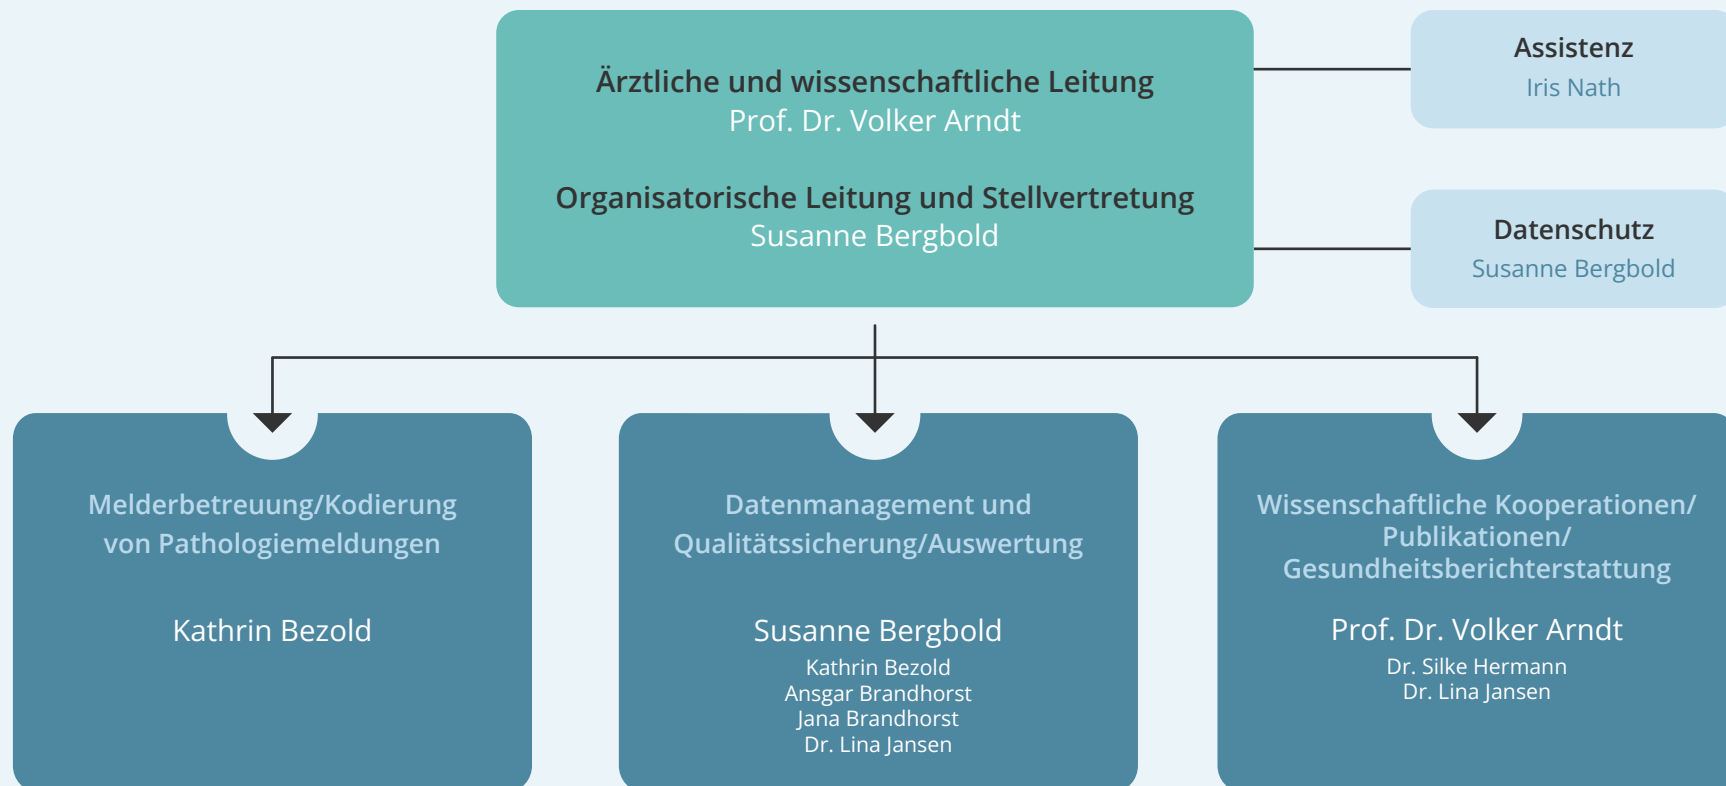 Ärztliche und wissenschaftliche Leitung
Prof. Dr. Volker Arndt
Organisatorische Leitung und Stellvertretung
Susanne Bergbold
Assistenz
Iris Nath
Datenschutz
Susanne Bergbold
Melderbetreuung/Kodierung
von Pathologiemeldungen
Kathrin Bezold
Datenmanagement und
Qualitätssicherung/Auswertung
Susanne Bergbold
Kathrin Bezold
Ansgar Brandhorst
Jana Brandhorst
Dr. Lina Jansen
Wissenschaftliche Kooperationen/
Publikationen/
Gesundheitsberichterstattung
Prof. Dr. Volker Arndt
Dr. Silke Hermann
Dr. Lina Jansen